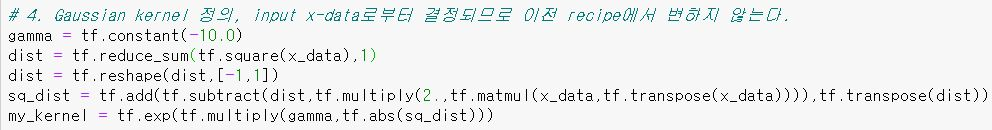 # 4. Gaussian kernel 정의, input x-data로부터 결정되므로 이전 recipe에서 변하지 않는다.
gamma = tf.constant(-10.0)
dist = tf.reduce_sum(tf.square(x_data),1)
dist = tf.reshape(dist,[-1,1])
sq_dist = tf.add(tf.subtract(dist,tf.multiply(2.,tf.matmul(x_data,tf.transpose(x_data)))),tf.transpose(dist))
my_kernel = tf.exp(tf.multiply(gamma,tf.abs(sq_dist)))